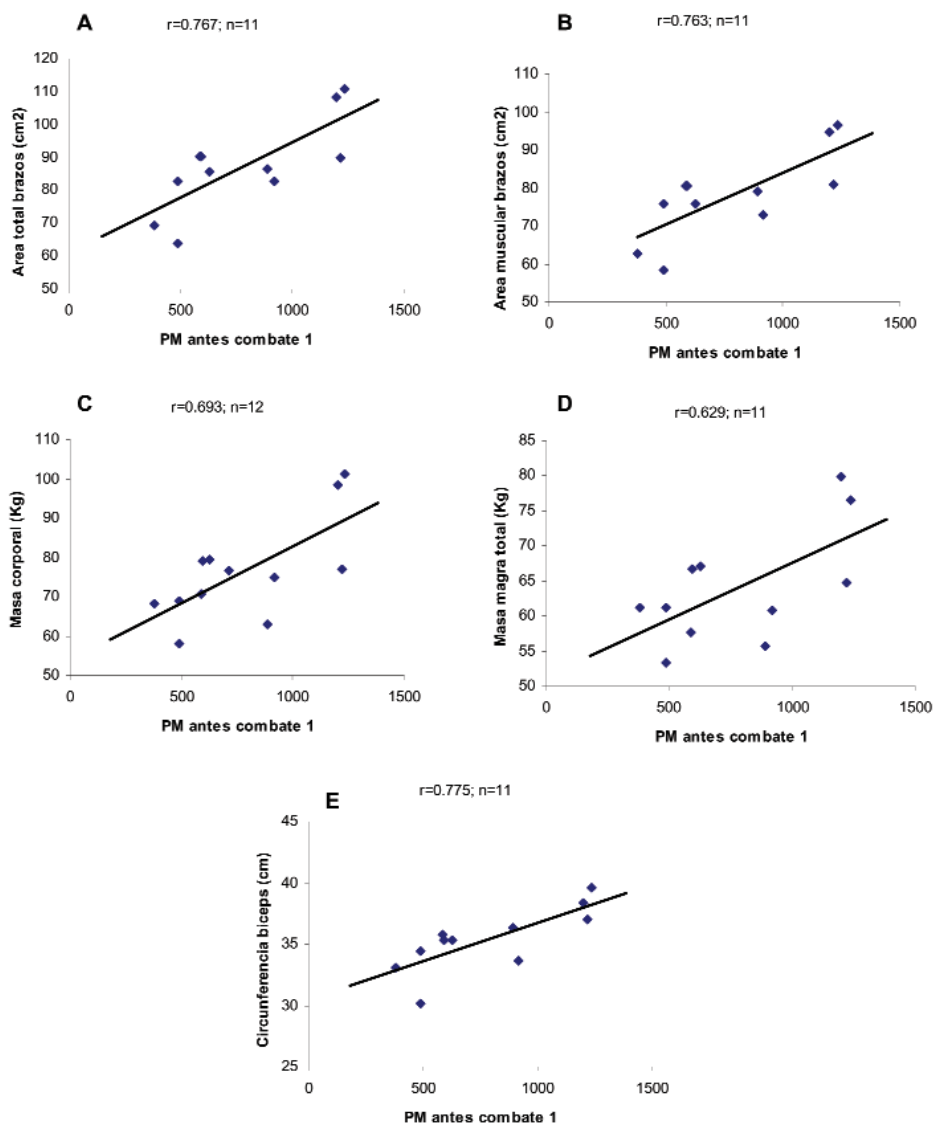 A
r=0.767; n=11
Area total brazos (cm2)
120
110
100
90
80
70
60
50
0
500
1000
1500
PM antes combate 1
B
r=0.763; n=11
Area muscular brazos (cm2)
110
100
90
80
70
60
50
0
500
1000
1500
PM antes combate 1
C
r=0.693; n=12
Masa corporal (Kg)
110
100
90
80
70
60
50
0
500
1000
1500
PM antes combate 1
D
r=0.629; n=11
Masa magra total (Kg)
85
80
75
70
65
60
55
50
0
500
1000
1500
PM antes combate 1
E
r=0.775; n=11
Circunferencia biceps (cm)
45
40
35
30
25
0
500
1000
1500
PM antes combate 1